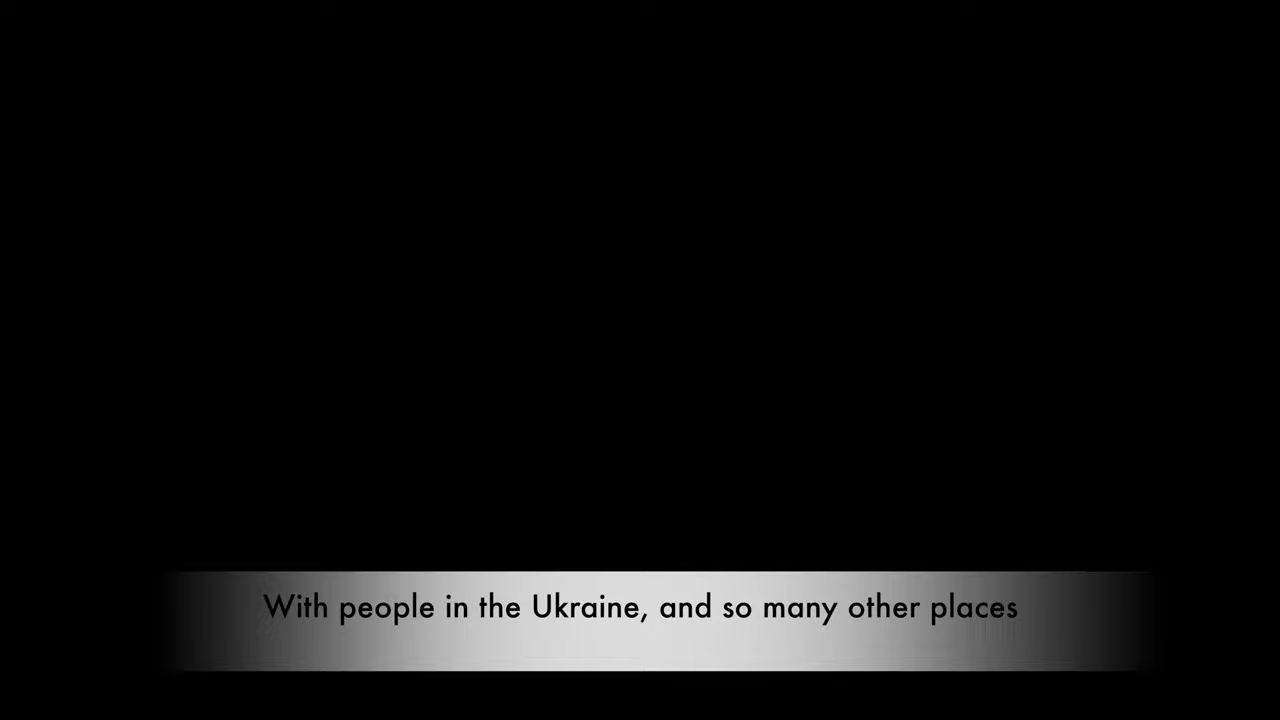 With people in the Ukraine, and so many other places